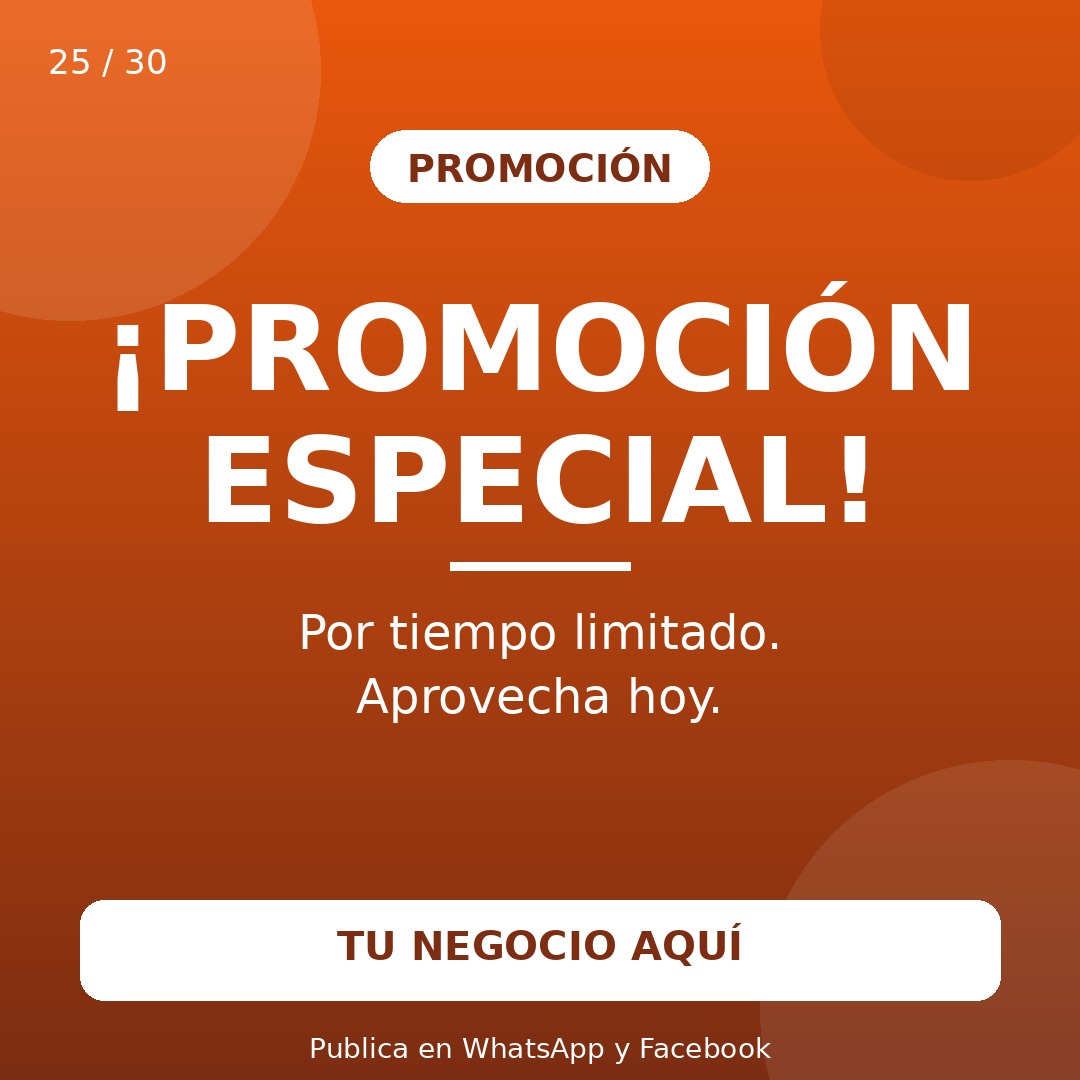 25 / 30
PROMOCIÓN
¡PROMOCIÓN
ESPECIAL!
Por tiempo limitado.
Aprovecha hoy.
TU NEGOCIO AQUÍ
Publica en WhatsApp y Facebook